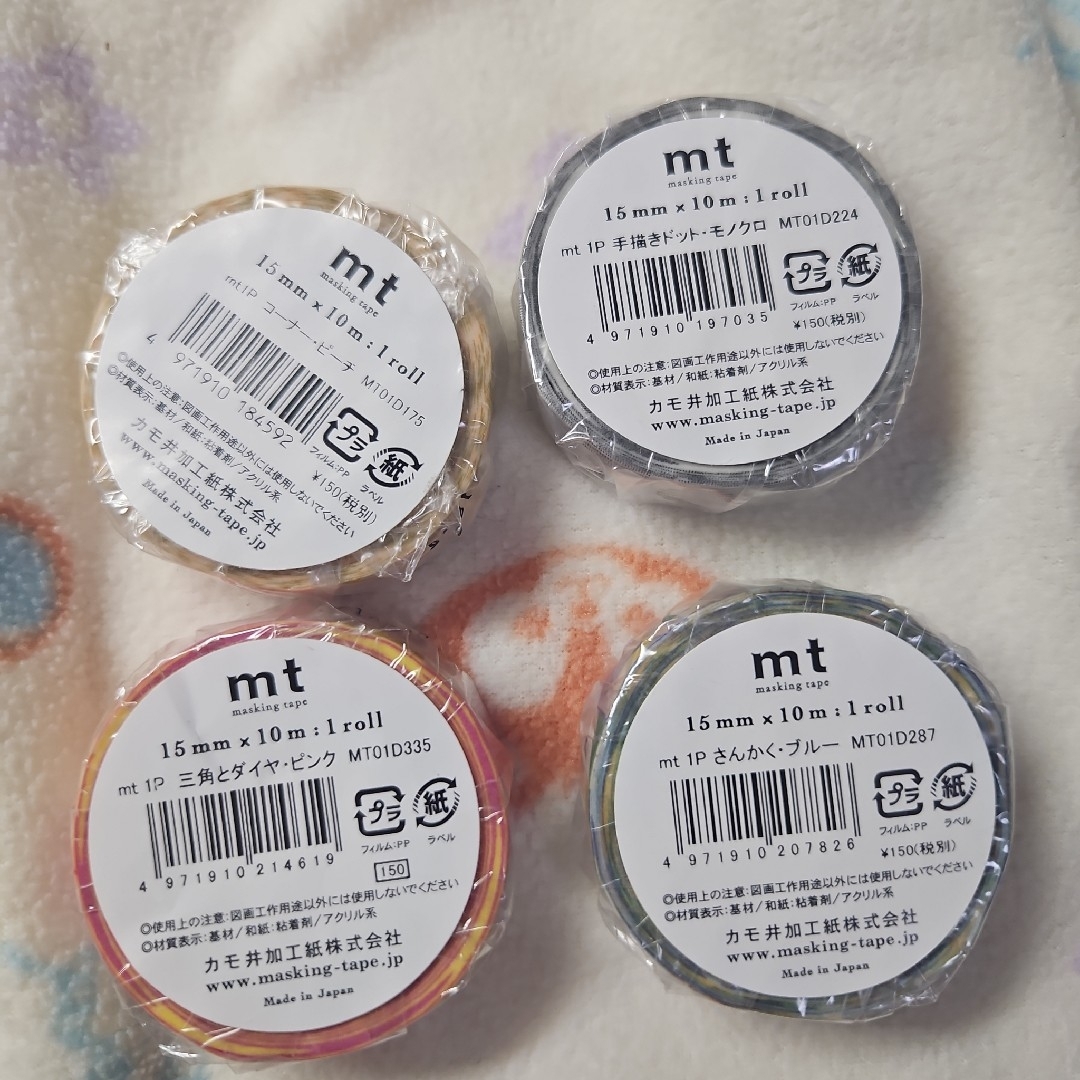 mt
masking tape
15mm × 10m : 1roll
mt 1P コーナー・ピーチ MT01D175
4 971910 184592
プラ 紙
フィルム:PP ラベル
¥150(税別)
◎使用上の注意:図画工作用途以外には使用しないでください
◎材質表示:基材/和紙:粘着剤/アクリル系
カモ井加工紙株式会社
www.masking-tape.jp
Made in Japan
mt
masking tape
15mm × 10m : 1roll
mt 1P 手描きドット・モノクロ MT01D224
4 971910 197035
プラ 紙
フィルム:PP ラベル
¥150(税別)
◎使用上の注意:図画工作用途以外には使用しないでください
◎材質表示:基材/和紙:粘着剤/アクリル系
カモ井加工紙株式会社
www.masking-tape.jp
Made in Japan
mt
masking tape
15mm × 10m : 1roll
mt 1P 三角とダイヤ・ピンク MT01D335
4 971910 214619
プラ 紙
フィルム:PP ラベル
150
◎使用上の注意:図画工作用途以外には使用しないでください
◎材質表示:基材/和紙:粘着剤/アクリル系
カモ井加工紙株式会社
www.masking-tape.jp
Made in Japan
mt
masking tape
15mm × 10m : 1roll
mt 1P さんかく・ブルー MT01D287
4 971910 207826
プラ 紙
フィルム:PP ラベル
¥150(税別)
◎使用上の注意:図画工作用途以外には使用しないでください
◎材質表示:基材/和紙:粘着剤/アクリル系
カモ井加工紙株式会社
www.masking-tape.jp
Made in Japan